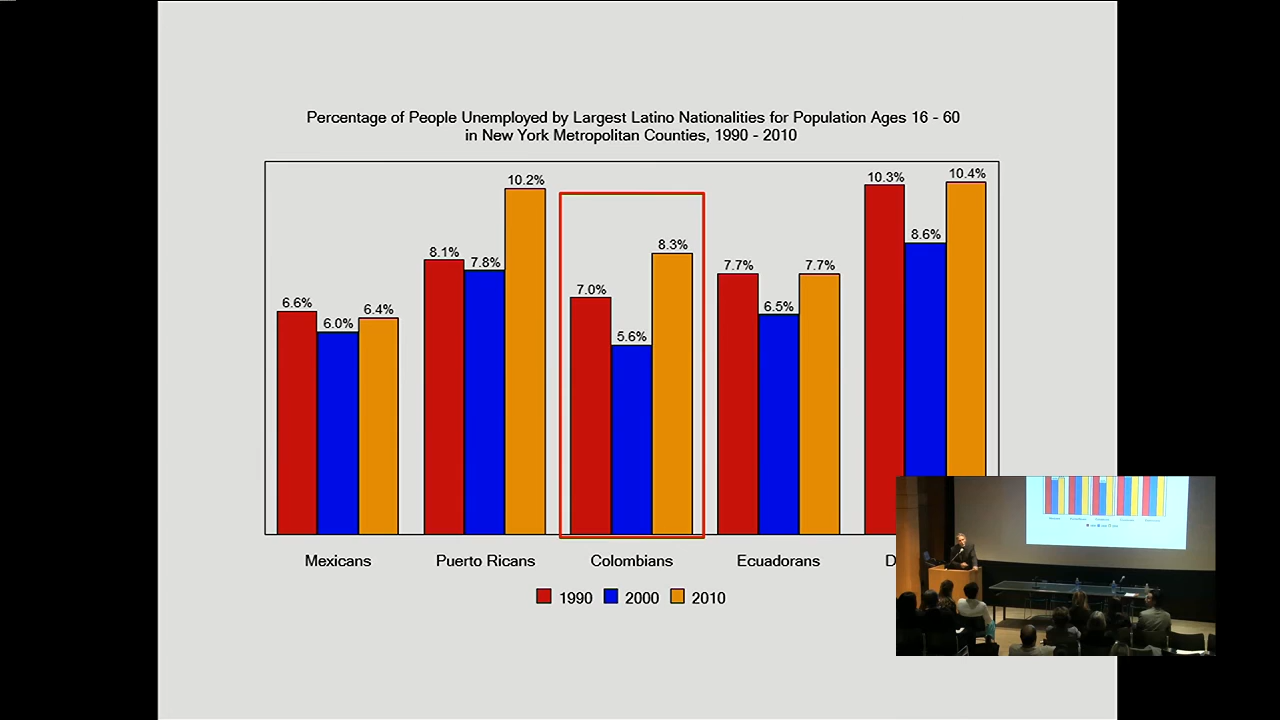 Percentage of People Unemployed by Largest Latino Nationalities for Population Ages 16 - 60
in New York Metropolitan Counties, 1990 - 2010
6.6% 6.0% 6.4%
8.1% 7.8% 10.2%
7.0% 5.6% 8.3%
7.7% 6.5% 7.7%
10.3% 8.6% 10.4%
Mexicans Puerto Ricans Colombians Ecuadorans D
1990 2000 2010